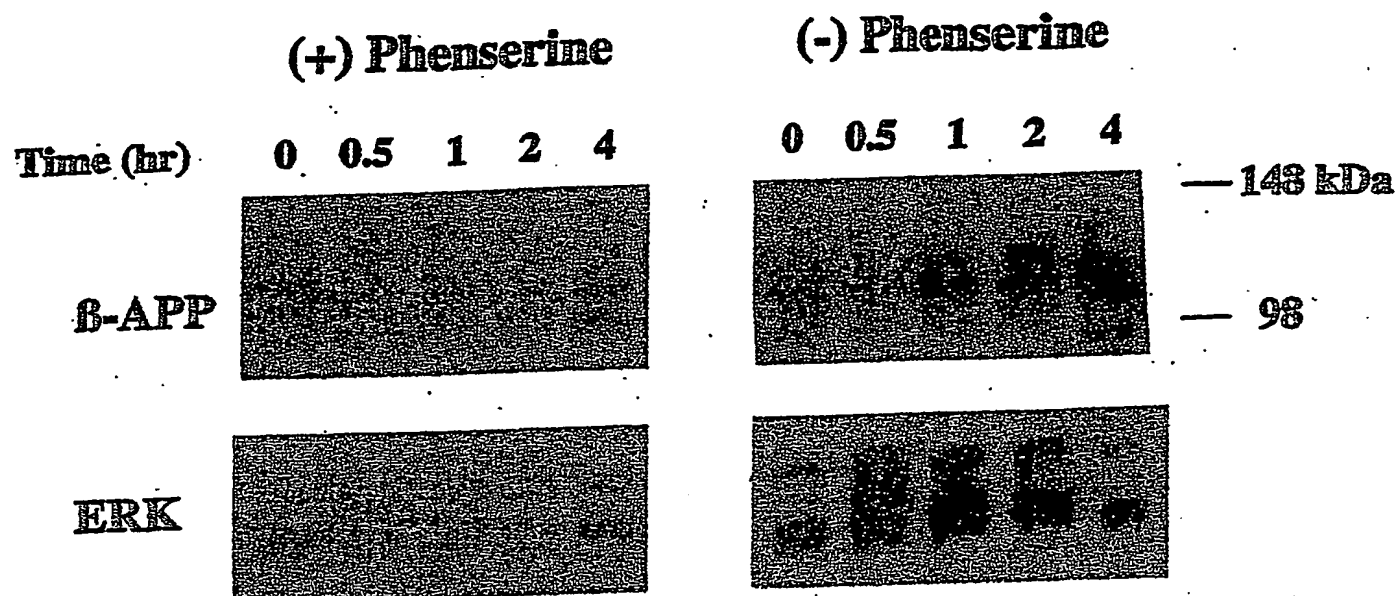 (+) Phenserine (-) Phenserine
Time (hr) 0 0.5 1 2 4 0 0.5 1 2 4
148 kDa
ß-APP 98
ERK